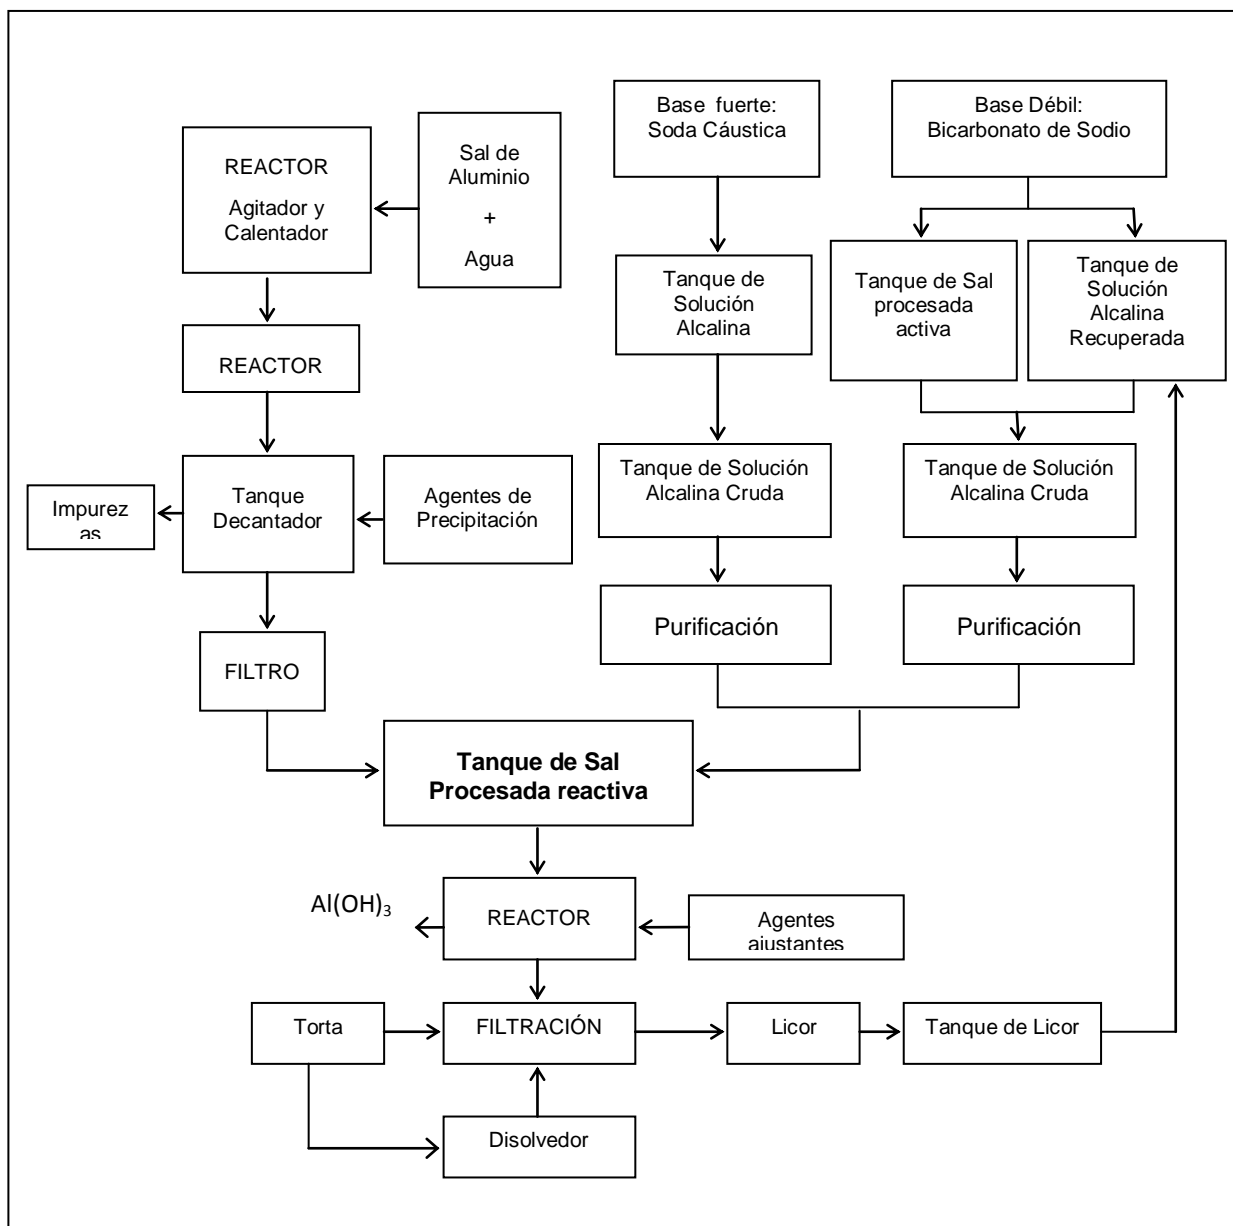 Base fuerte:
Soda Cáustica
Base Débil:
Bicarbonato de Sodio
REACTOR
Agitador y
Calentador
Sal de
Aluminio
+
Agua
Tanque de
Solución
Alcalina
Tanque de Sal
procesada
activa
Tanque de
Solución
Alcalina
Recuperada
REACTOR
Tanque
Decantador
Agentes de
Precipitación
Impurez
as
Tanque de Solución
Alcalina Cruda
Tanque de Solución
Alcalina Cruda
FILTRO
Purificación
Purificación
Tanque de Sal
Procesada reactiva
Al(OH)₃
REACTOR
Agentes
ajustantes
Torta
FILTRACIÓN
Licor
Tanque de Licor
Disolvedor